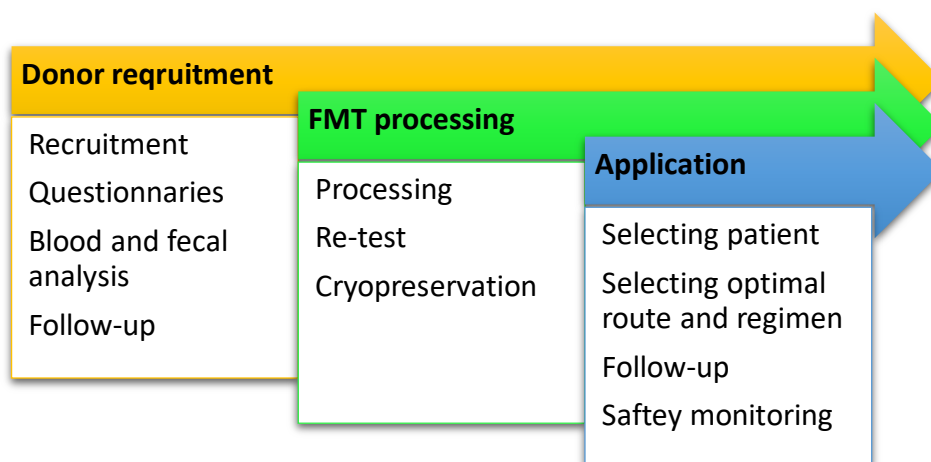 Donor reqruitment
Recruitment
Questionnaries
Blood and fecal
analysis
Follow-up
FMT processing
Processing
Re-test
Cryopreservation
Application
Selecting patient
Selecting optimal
route and regimen
Follow-up
Saftey monitoring